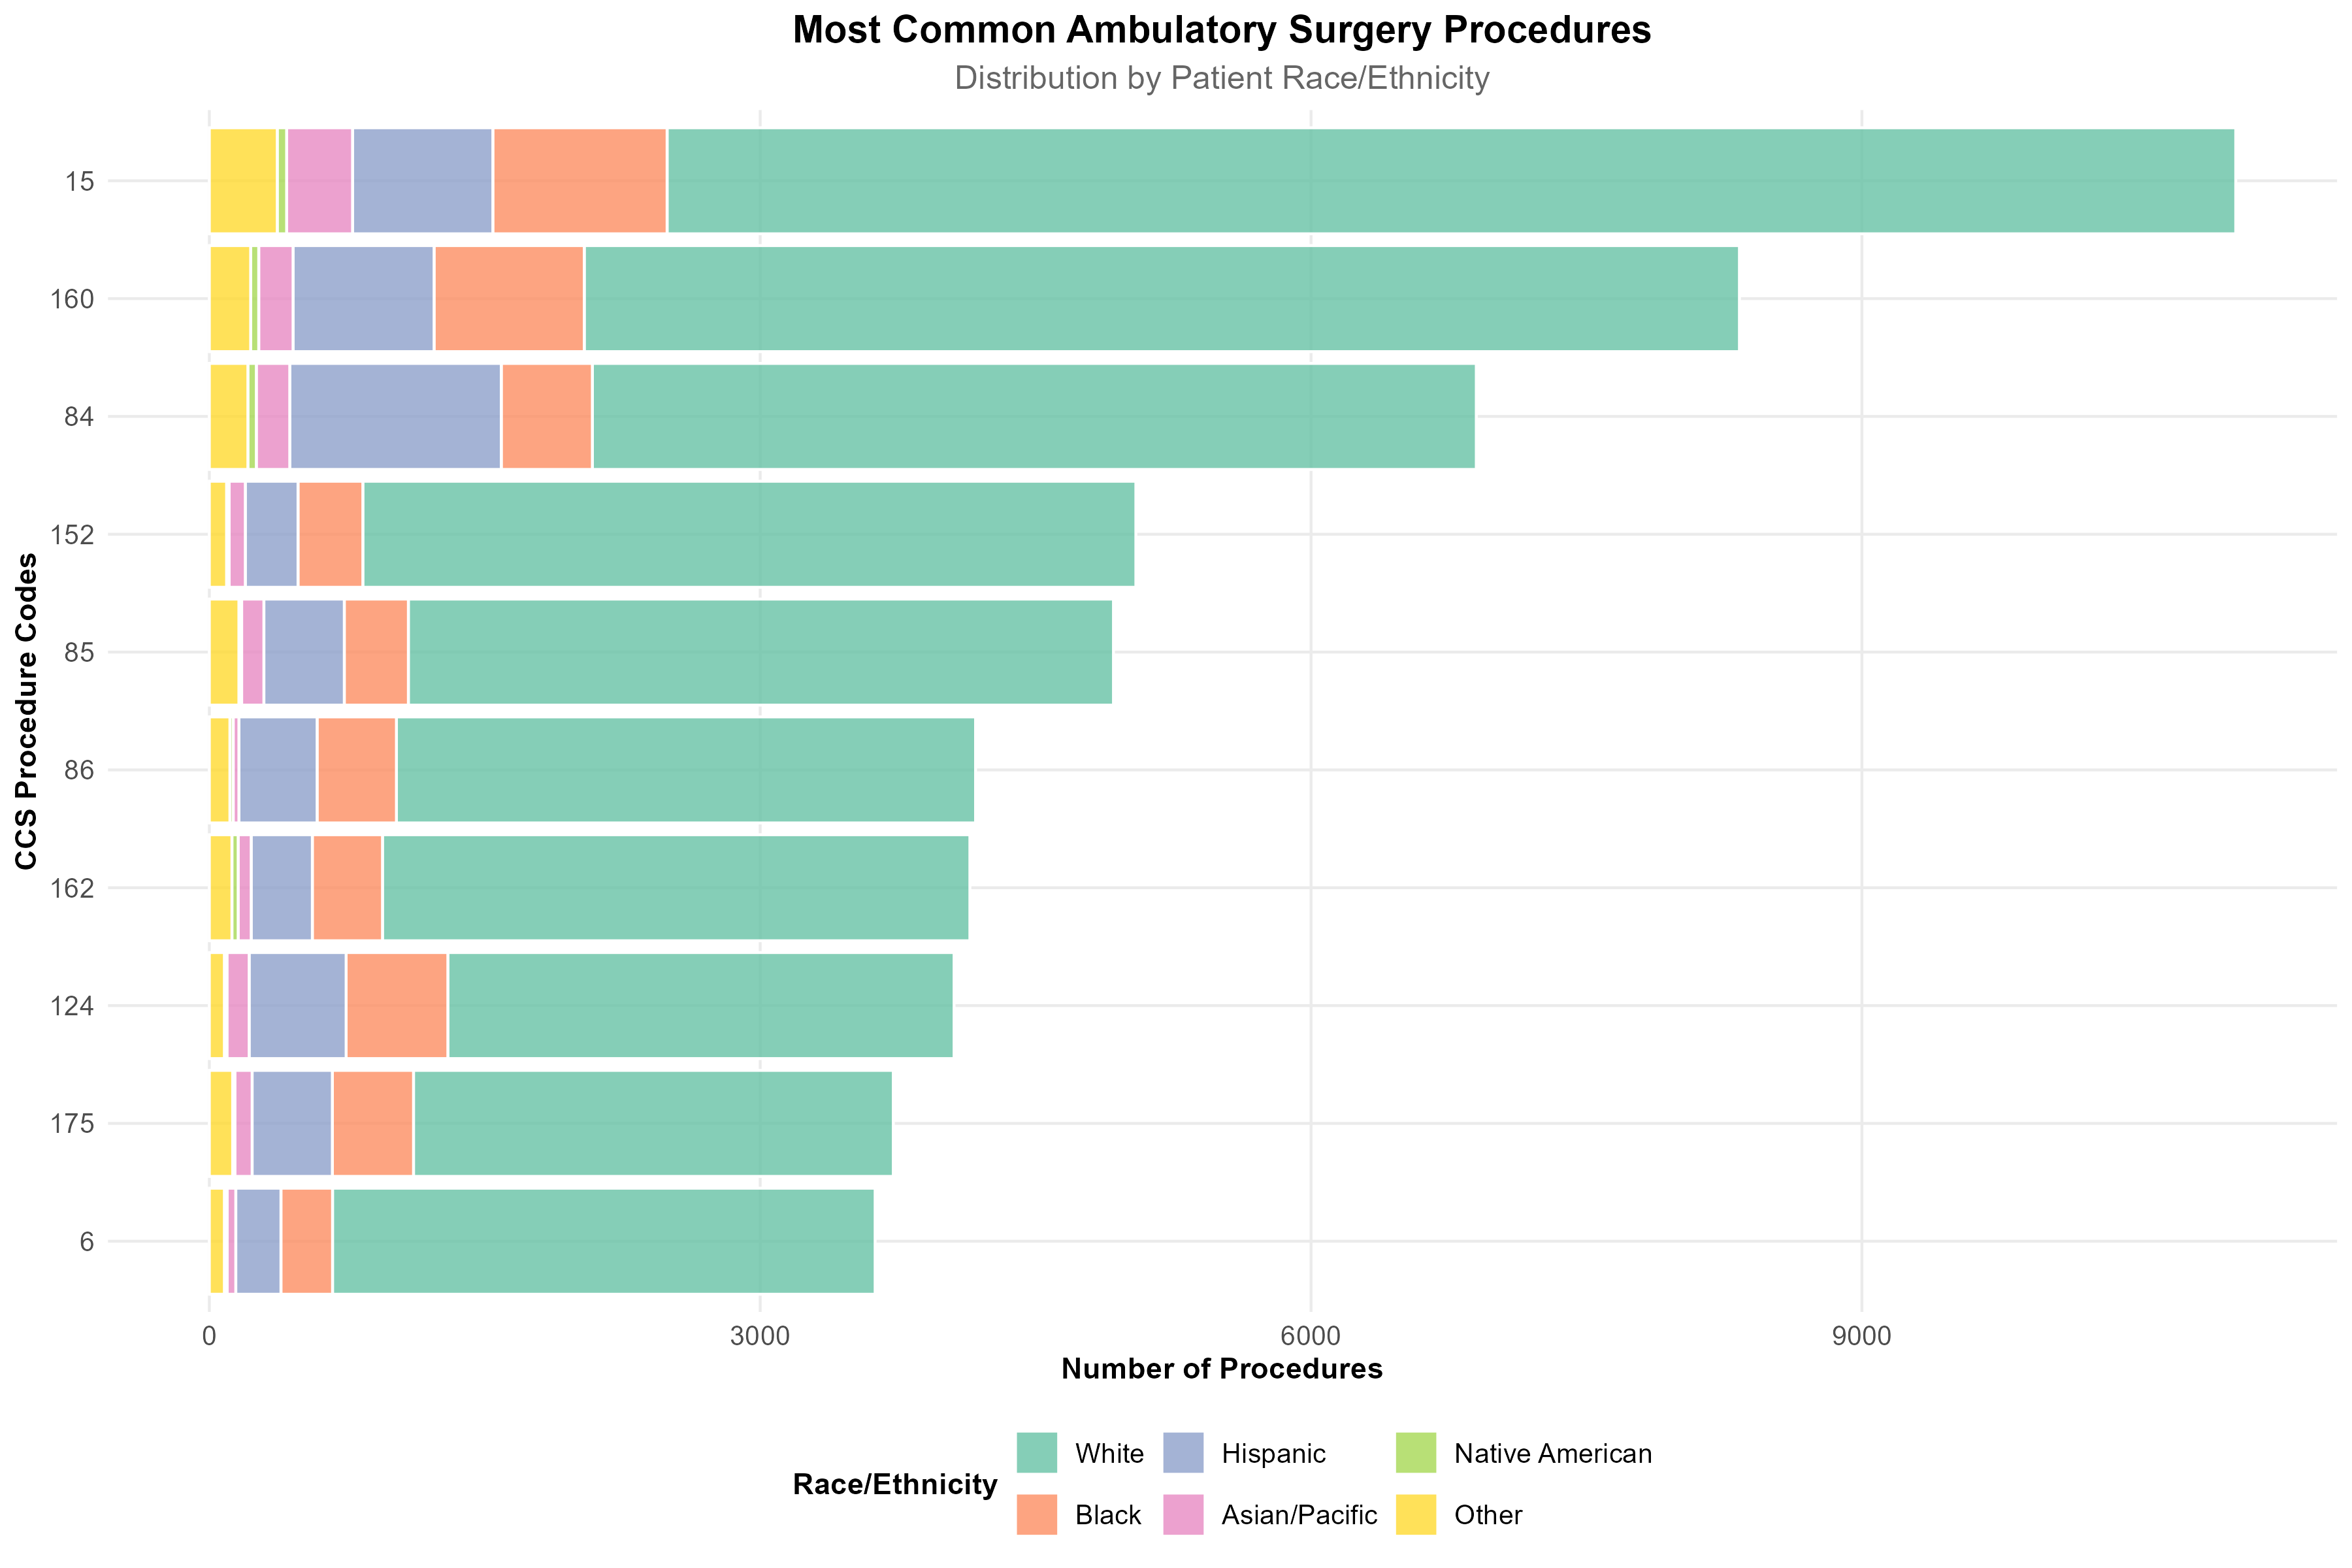 Most Common Ambulatory Surgery Procedures
Distribution by Patient Race/Ethnicity
CCS Procedure Codes
15
160
84
152
85
86
162
124
175
6
0 3000 6000 9000
Number of Procedures
Race/Ethnicity
White Hispanic Native American
Black Asian/Pacific Other